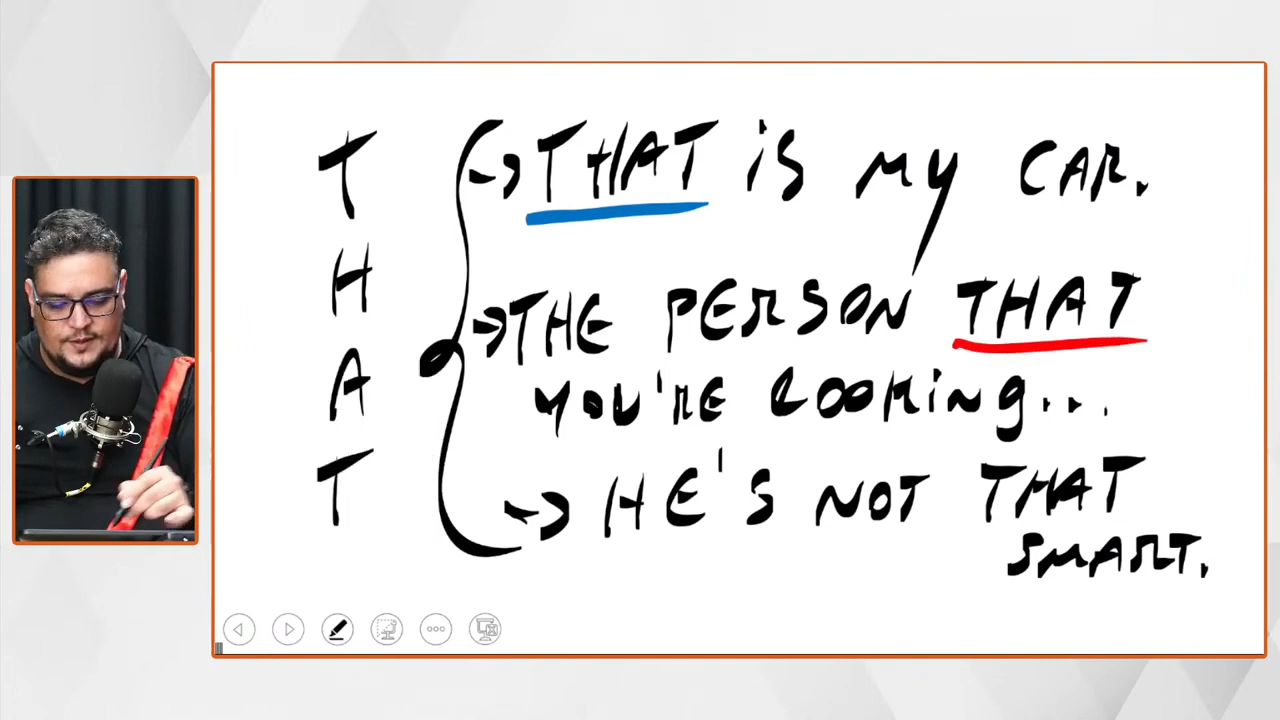 T
H
A
T
THAT is MY CAR.
THE PERSON THAT
YOU'RE LOOKING...
HE'S NOT THAT
SMART.